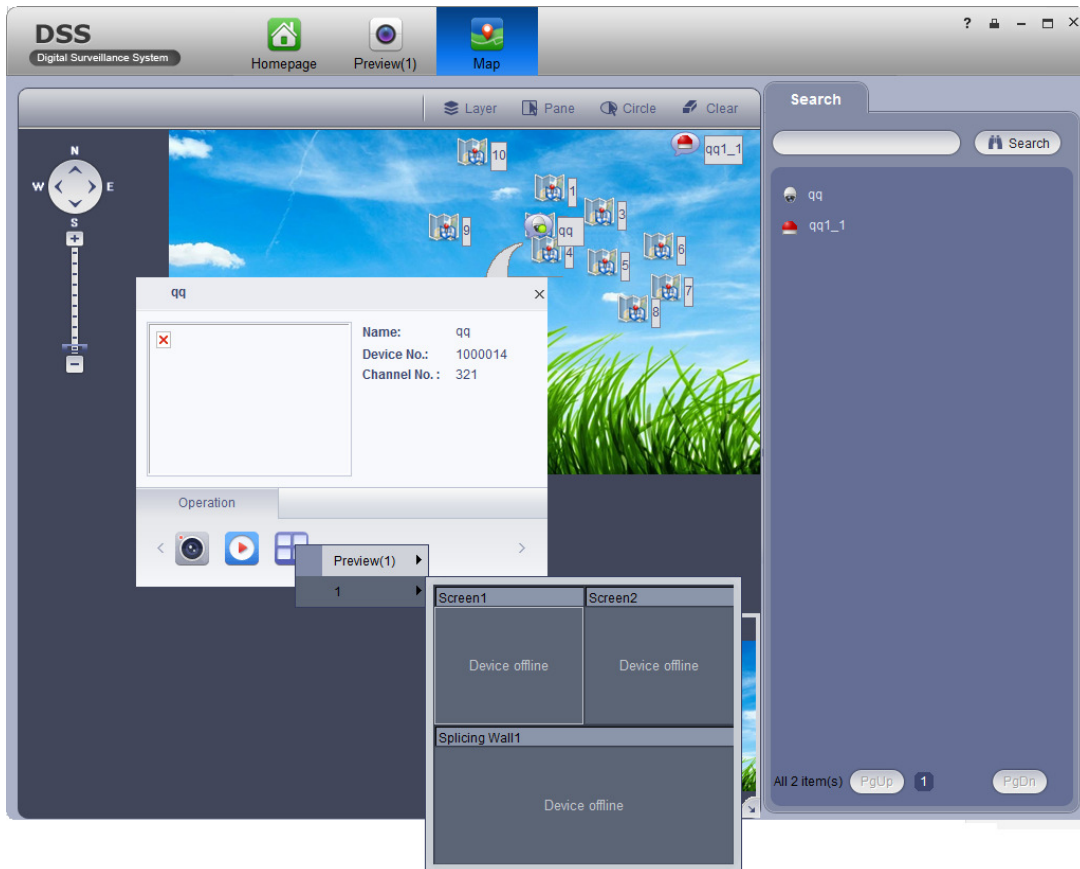 DSS
Digital Surveillance System
Homepage
Preview(1)
Map
?
Layer
Pane
Circle
Clear
Search
Search
N
W
E
S
10
qq1_1
1
3
9
qq
4
6
5
7
8
qq
qq1_1
qq
Name: qq
Device No.: 1000014
Channel No. : 321
Operation
Preview(1)
1
Screen1
Screen2
Device offline
Device offline
Splicing Wall1
Device offline
All 2 item(s) PgUp 1 PgDn